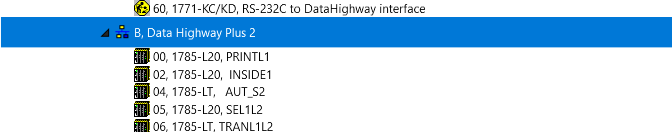 60, 1771-KC/KD, RS-232C to DataHighway interface
B, Data Highway Plus 2
00, 1785-L20, PRINTL1
02, 1785-L20,  INSIDE1
04, 1785-LT,   AUT_S2
05, 1785-L20, SEL1L2
06, 1785-LT, TRANL1L2